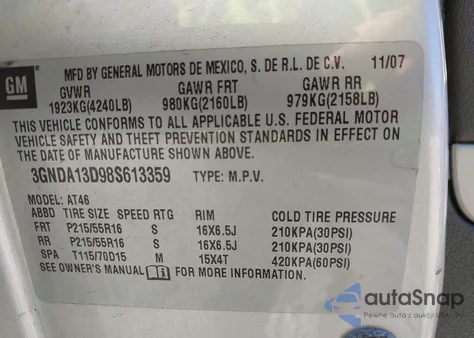 GM
MFD BY GENERAL MOTORS DE MEXICO, S. DE R.L. DE C.V. 11/07
GVWR GAWR FRT GAWR RR
1923KG(4240LB) 980KG(2160LB) 979KG(2158LB)
THIS VEHICLE CONFORMS TO ALL APPLICABLE U.S. FEDERAL MOTOR
VEHICLE SAFETY AND THEFT PREVENTION STANDARDS IN EFFECT ON
THE DATE OF MANUFACTURE SHOWN ABOVE.
3GNDA13D98S613359 TYPE: M.P.V.
MODEL: AT46
ABBD TIRE SIZE SPEED RTG RIM COLD TIRE PRESSURE
FRT P215/55R16 S 16X6.5J 210KPA(30PSI)
RR P215/55R16 S 16X6.5J 210KPA(30PSI)
SPA T115/70D15 M 15X4T 420KPA(60PSI)
SEE OWNER'S MANUAL FOR MORE INFORMATION
autoSnap
Pewne auto z aukcji USA